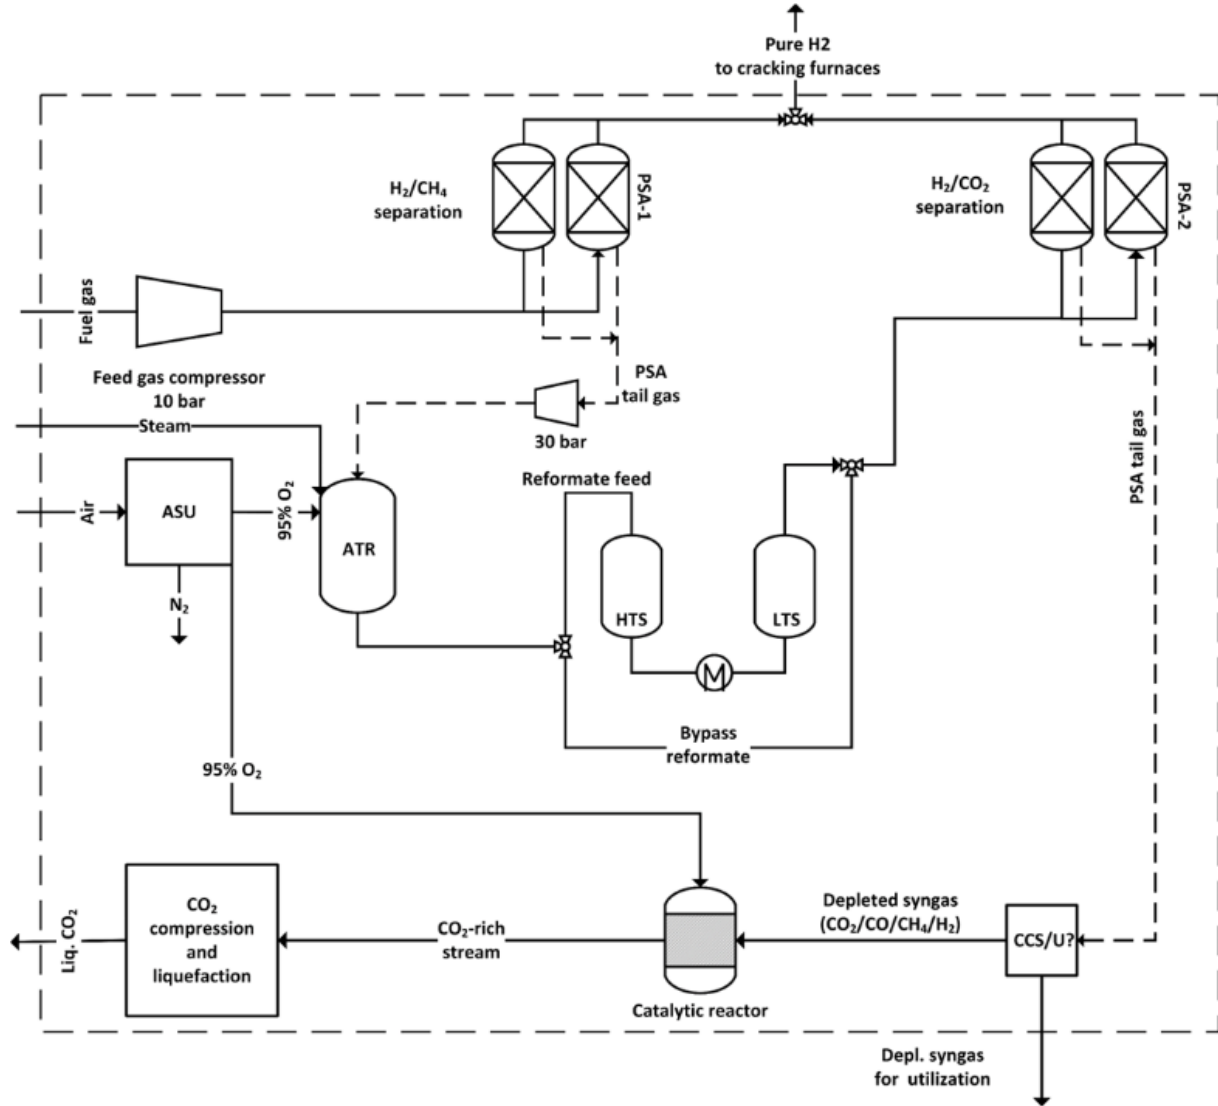 Pure H2
to cracking furnaces
H₂/CH₄
separation
PSA-1
H₂/CO₂
separation
PSA-2
Fuel gas
Feed gas compressor
10 bar
Steam
PSA
tail gas
30 bar
PSA tail gas
Air
ASU
95% O₂
ATR
N₂
Reformate feed
HTS
LTS
M
Bypass
reformate
95% O₂
CO₂
compression
and
liquefaction
Liq. CO₂
CO₂-rich
stream
Catalytic reactor
Depleted syngas
(CO₂/CO/CH₄/H₂)
CCS/U?
Depl. syngas
for utilization